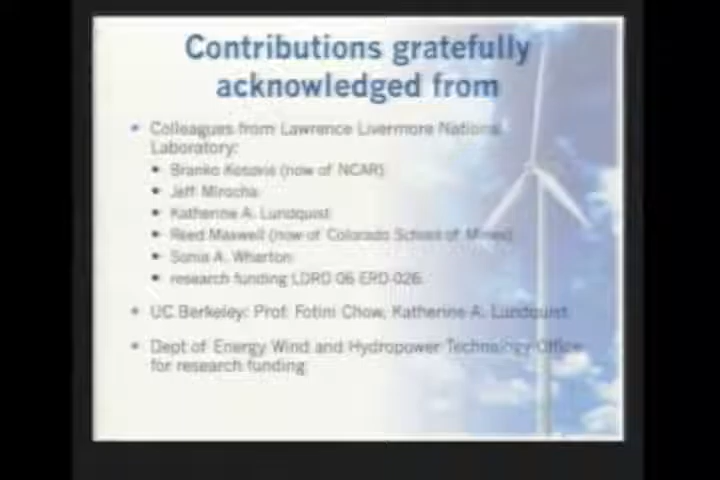 Contributions gratefully
acknowledged from
• Colleagues from Lawrence Livermore National
Laboratory:
• Branko Kosovic (now of NCAR)
• Jeff Mirocha
• Katherine A. Lundquist
• Reed Maxwell (now of Colorado School of Mines)
• Sonia A. Wharton
• research funding LDRD 06-ERD-026
• UC Berkeley: Prof. Fotini Chow, Katherine A. Lundquist
• Dept of Energy Wind and Hydropower Technology Office
for research funding